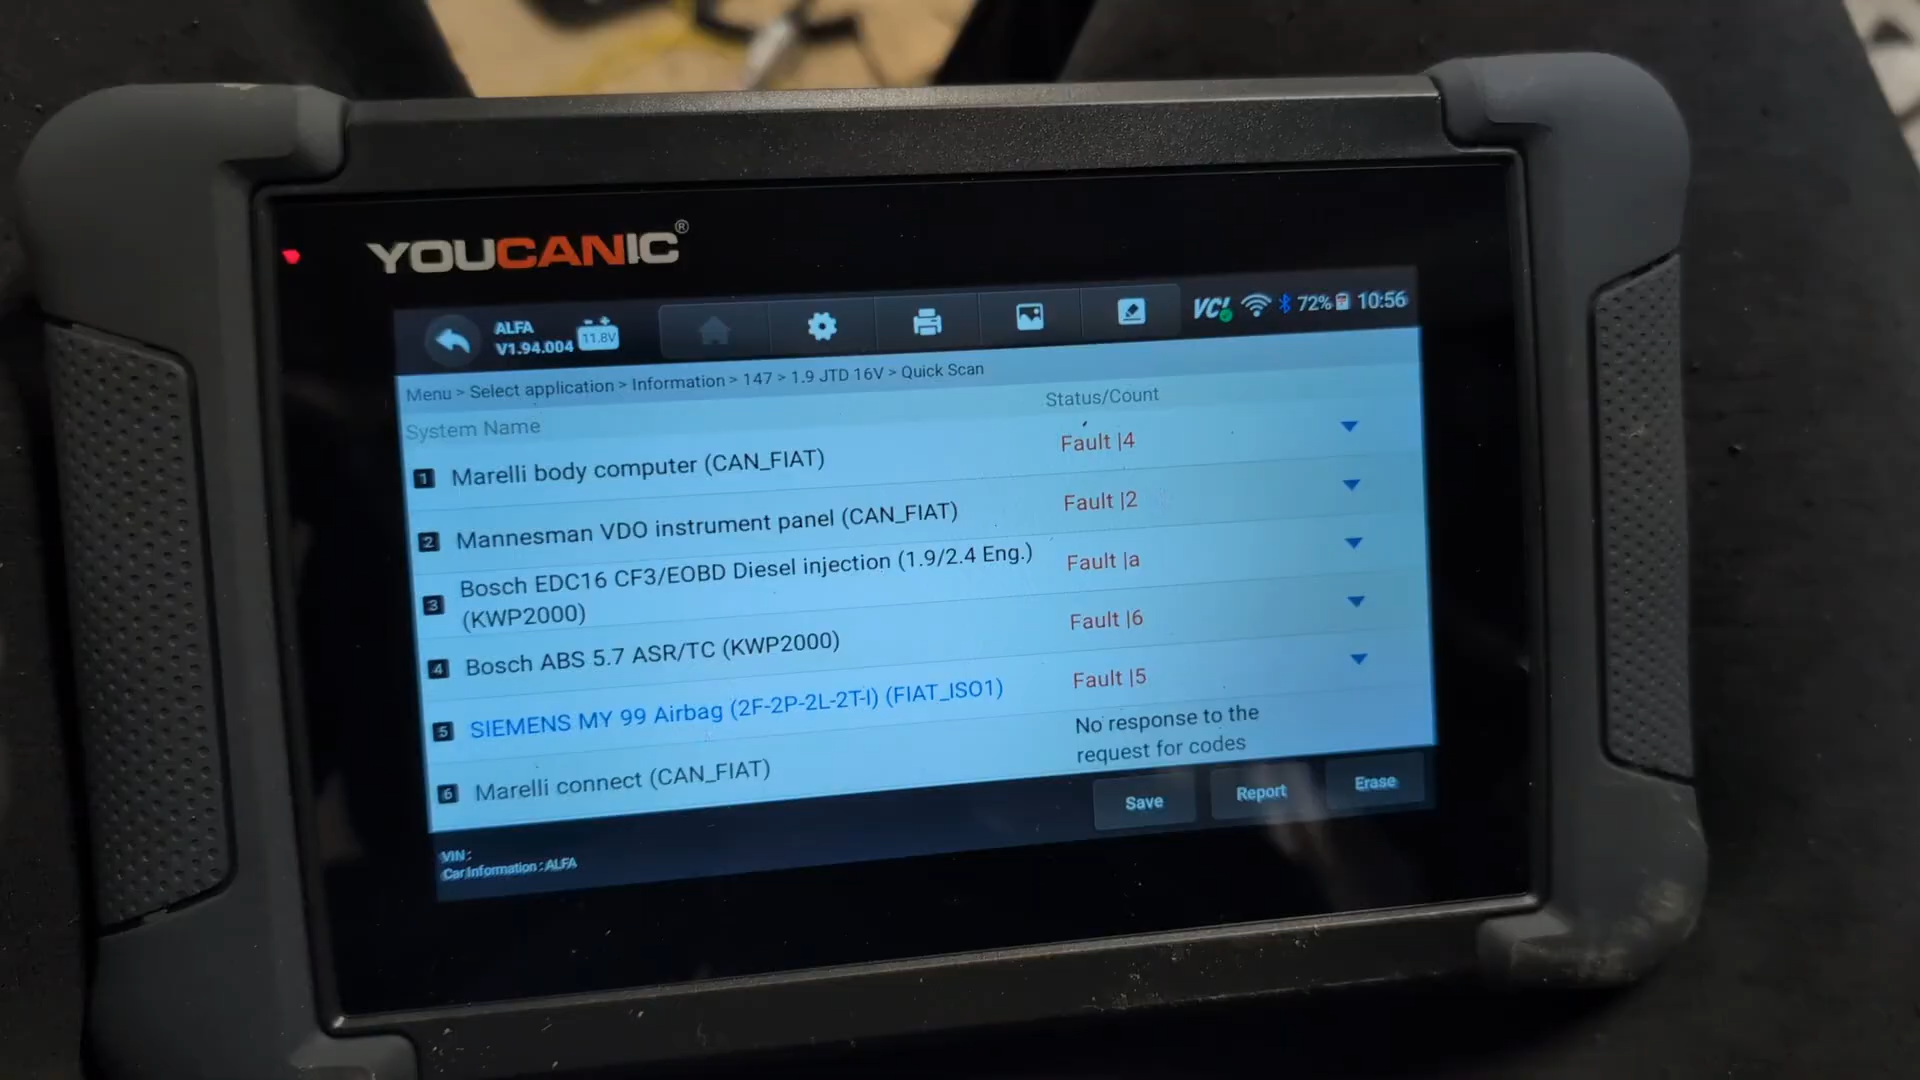 YOUCANIC®
ALFA
V1.94.004
11.8V
VCI
72%
10:56
Menu > Select application > Information > 147 > 1.9 JTD 16V > Quick Scan
System Name
Status/Count
1 Marelli body computer (CAN_FIAT)
Fault |4
2 Mannesman VDO instrument panel (CAN_FIAT)
Fault |2
3 Bosch EDC16 CF3/EOBD Diesel injection (1.9/2.4 Eng.)
(KWP2000)
Fault |a
4 Bosch ABS 5.7 ASR/TC (KWP2000)
Fault |6
5 SIEMENS MY 99 Airbag (2F-2P-2L-2T-I) (FIAT_ISO1)
Fault |5
6 Marelli connect (CAN_FIAT)
No response to the
request for codes
Save
Report
Erase
VIN :
Car Information : ALFA